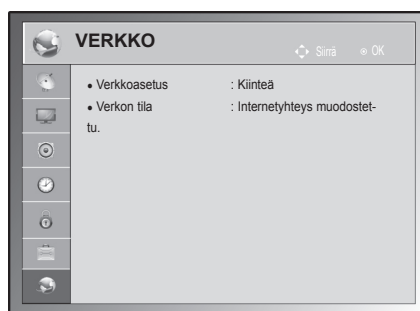 VERKKO
Siirrä
OK
• Verkkoasetus : Kiinteä
• Verkon tila : Internetyhteys muodostet-
tu.